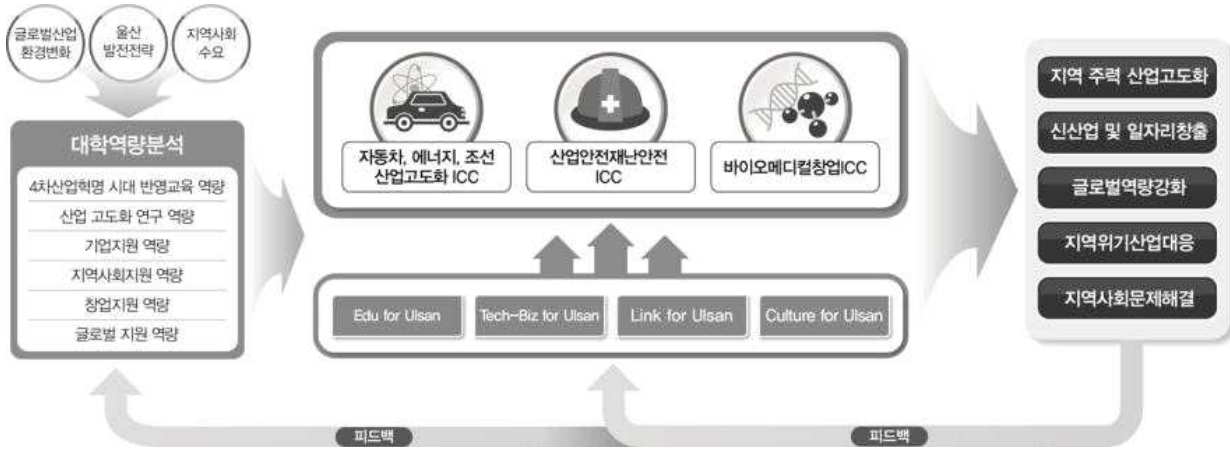 글로벌산업
환경변화
울산
발전전략
지역사회
수요
대학역량분석
4차산업혁명 시대 반영교육 역량
산업 고도화 연구 역량
기업지원 역량
지역사회지원 역량
창업지원 역량
글로벌 지원 역량
자동차, 에너지, 조선
산업고도화 ICC
산업안전재난안전
ICC
바이오메디컬창업ICC
Edu for Ulsan
Tech-Biz for Ulsan
Link for Ulsan
Culture for Ulsan
지역 주력 산업고도화
신산업 및 일자리창출
글로벌역량강화
지역위기산업대응
지역사회문제해결
피드백
피드백